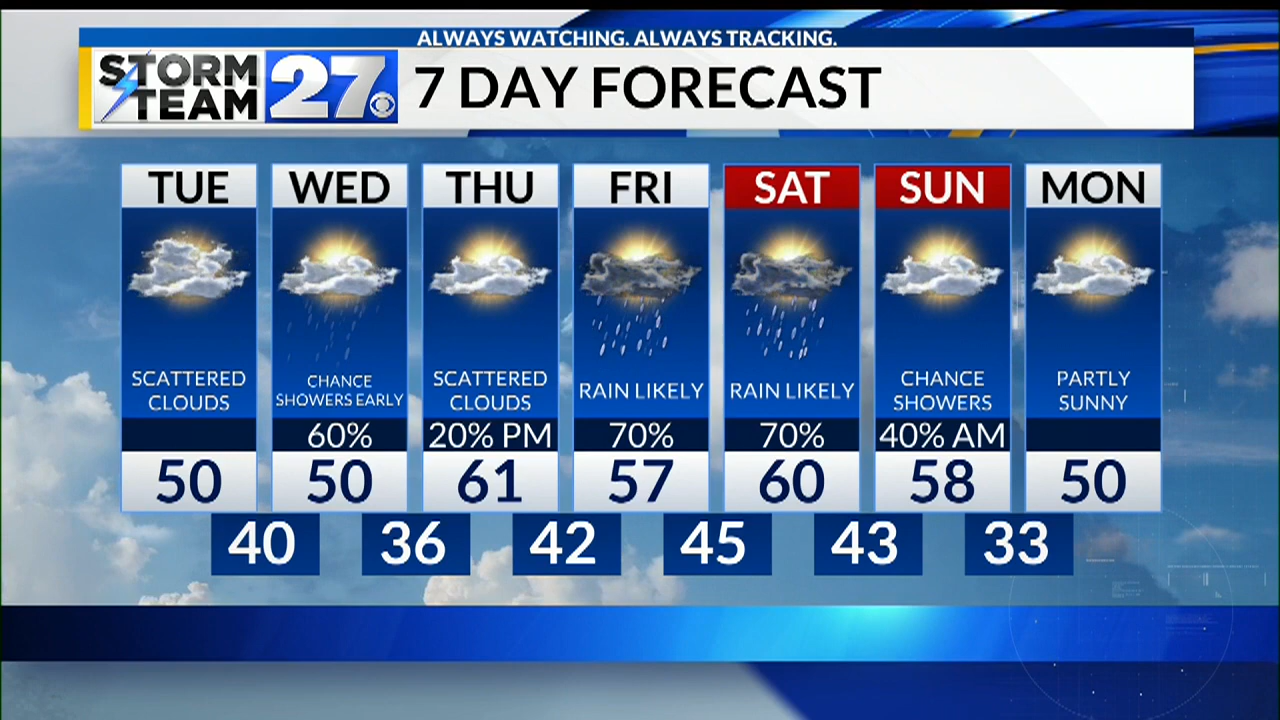 ALWAYS WATCHING. ALWAYS TRACKING.
STORM
TEAM
27
7 DAY FORECAST
TUE WED THU FRI SAT SUN MON
SCATTERED CLOUDS
CHANCE SHOWERS EARLY
SCATTERED CLOUDS
RAIN LIKELY
RAIN LIKELY
CHANCE SHOWERS
PARTLY SUNNY
60% 20% PM 70% 70% 40% AM
50 50 61 57 60 58 50
40 36 42 45 43 33